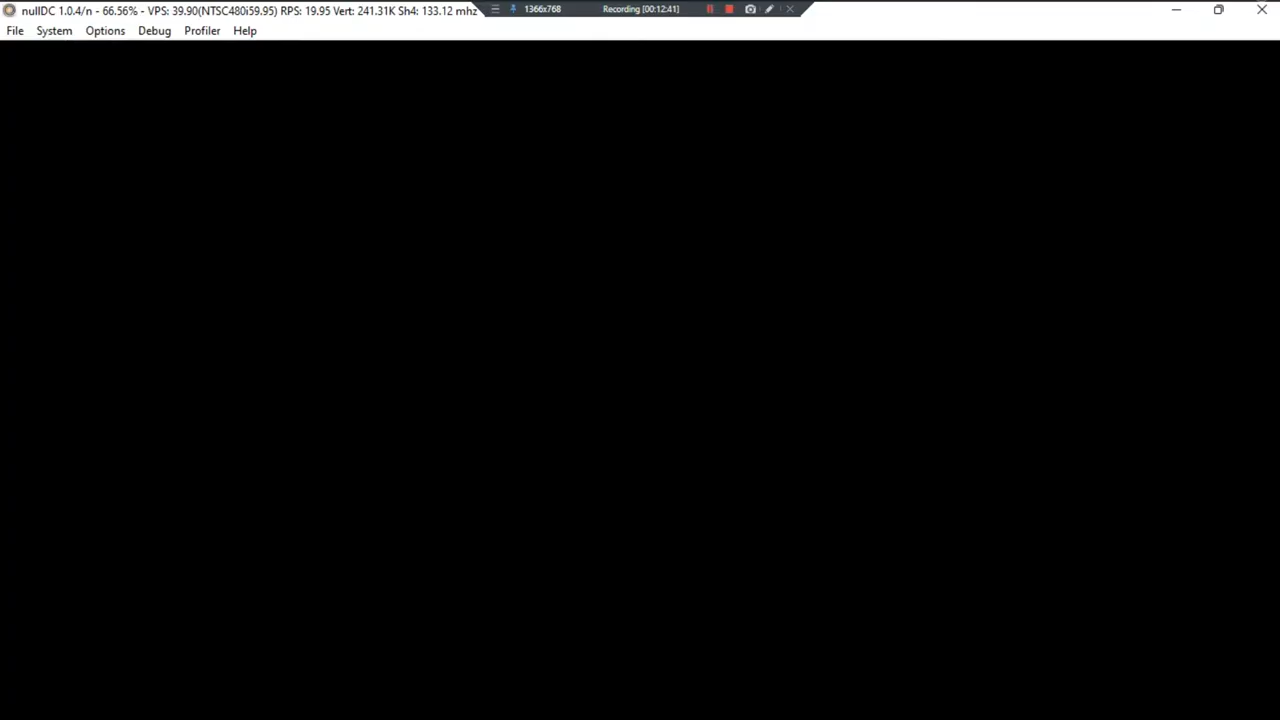 nullDC 1.0.4/n - 66.56% - VPS: 39.90(NTSC480i59.95) RPS: 19.95 Vert: 241.31K Sh4: 133.12 mhz
1366x768 Recording [00:12:41]
File System Options Debug Profiler Help